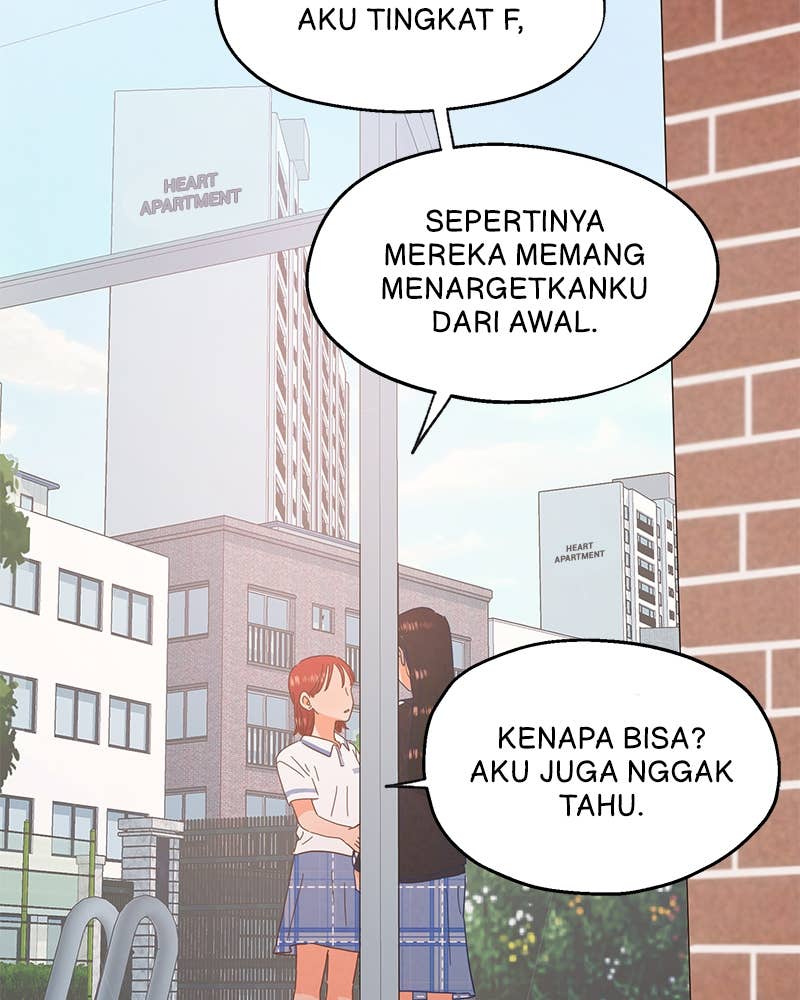 AKU TINGKAT F,
HEART
APARTMENT
SEPERTINYA
MEREKA MEMANG
MENARGETKANKU
DARI AWAL.
HEART
APARTMENT
KENAPA BISA?
AKU JUGA NGGAK
TAHU.